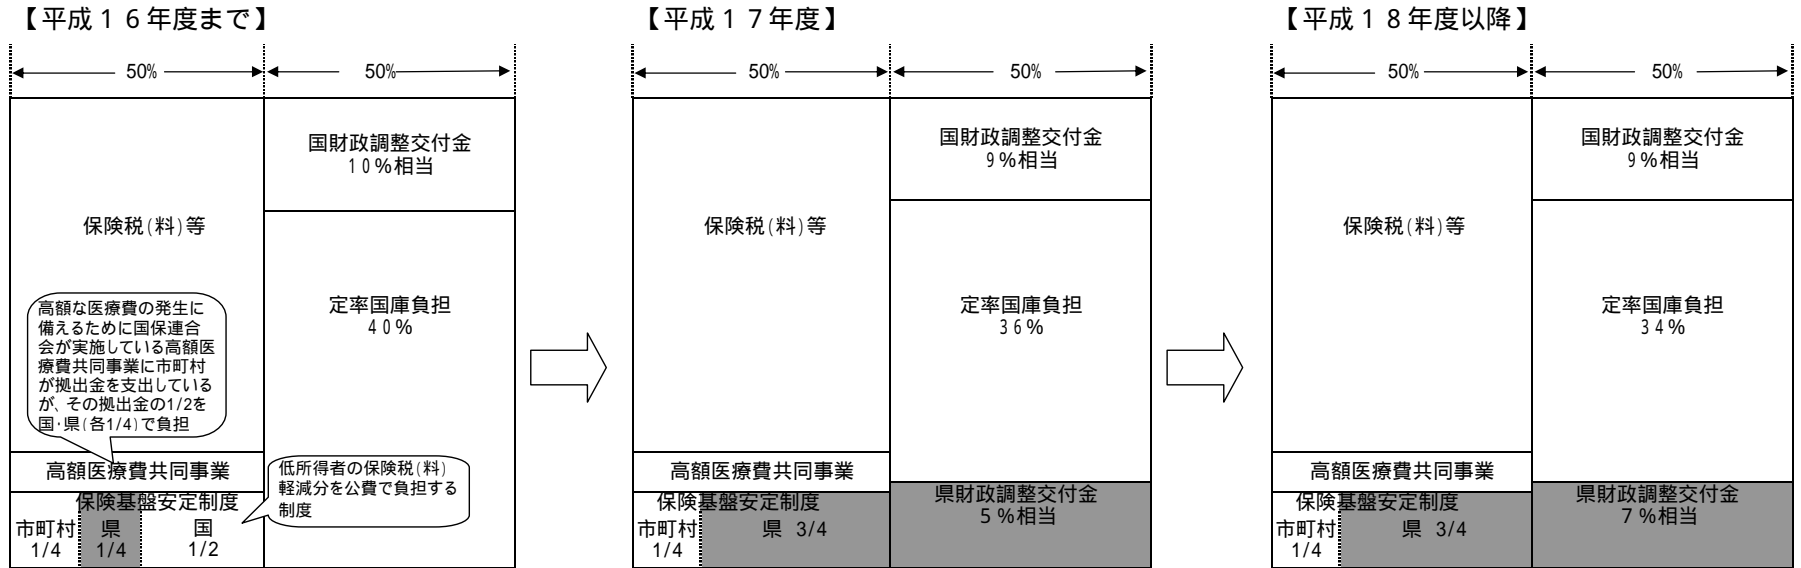 【平成１６年度まで】
50%
50%
国財政調整交付金
１０％相当
保険税(料)等
定率国庫負担
４０％
高額な医療費の発生に
備えるために国保連合
会が実施している高額医
療費共同事業に市町村
が拠出金を支出している
が、その拠出金の1/2を
国・県(各1/4)で負担
高額医療費共同事業
低所得者の保険税(料)
軽減分を公費で負担する
制度
保険基盤安定制度
市町村
1/4
県
1/4
国
1/2
【平成１７年度】
50%
50%
国財政調整交付金
９％相当
保険税(料)等
定率国庫負担
３６％
高額医療費共同事業
保険基盤安定制度
市町村
1/4
県 3/4
県財政調整交付金
５％相当
【平成１８年度以降】
50%
50%
国財政調整交付金
９％相当
保険税(料)等
定率国庫負担
３４％
高額医療費共同事業
保険基盤安定制度
市町村
1/4
県 3/4
県財政調整交付金
７％相当